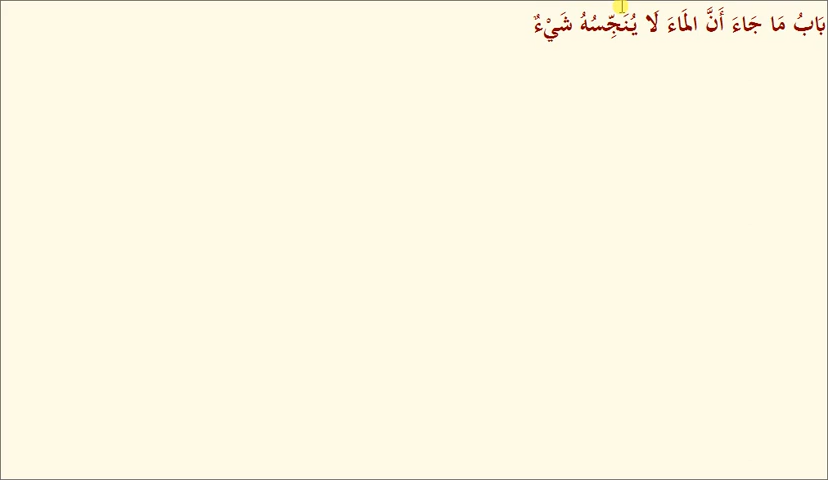 بَابُ مَا جَاءَ أَنَّ المَاءَ لَا يُنَجِّسُهُ شَيْءٌ